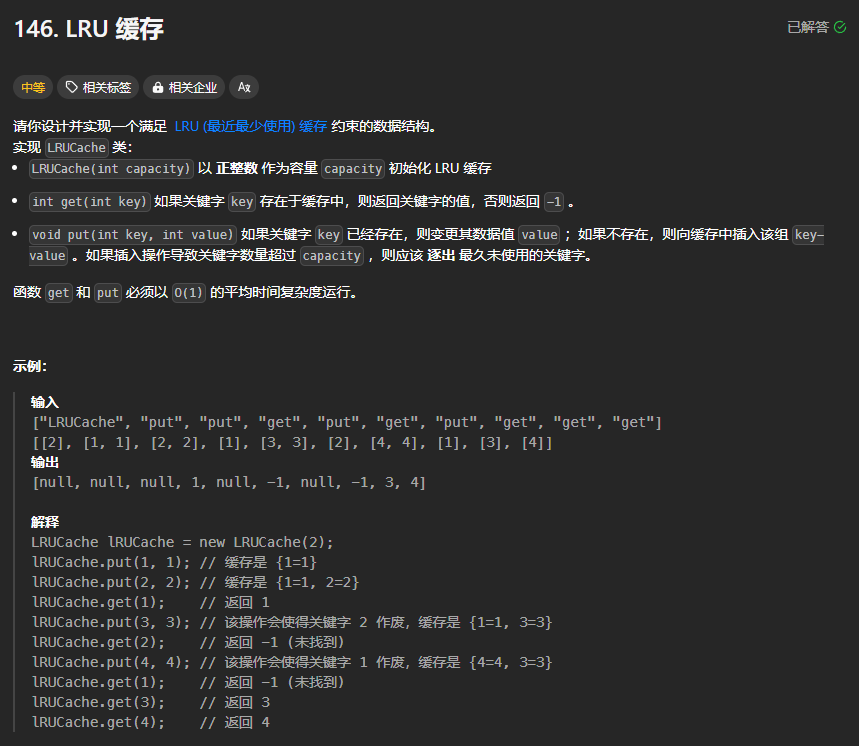 146. LRU 缓存
已解答
中等 相关标签 相关企业 Ax
请你设计并实现一个满足 LRU (最近最少使用) 缓存 约束的数据结构。
实现 LRUCache 类：
• LRUCache(int capacity) 以 正整数 作为容量 capacity 初始化 LRU 缓存
• int get(int key) 如果关键字 key 存在于缓存中，则返回关键字的值，否则返回 -1 。
• void put(int key, int value) 如果关键字 key 已经存在，则变更其数据值 value ；如果不存在，则向缓存中插入该组 key-
value 。如果插入操作导致关键字数量超过 capacity ，则应该 逐出 最久未使用的关键字。
函数 get 和 put 必须以 O(1) 的平均时间复杂度运行。
示例：
输入
["LRUCache", "put", "put", "get", "put", "get", "put", "get", "get", "get"]
[[2], [1, 1], [2, 2], [1], [3, 3], [2], [4, 4], [1], [3], [4]]
输出
[null, null, null, 1, null, -1, null, -1, 3, 4]
解释
LRUCache lRUCache = new LRUCache(2);
lRUCache.put(1, 1); // 缓存是 {1=1}
lRUCache.put(2, 2); // 缓存是 {1=1, 2=2}
lRUCache.get(1);    // 返回 1
lRUCache.put(3, 3); // 该操作会使得关键字 2 作废，缓存是 {1=1, 3=3}
lRUCache.get(2);    // 返回 -1 (未找到)
lRUCache.put(4, 4); // 该操作会使得关键字 1 作废，缓存是 {4=4, 3=3}
lRUCache.get(1);    // 返回 -1 (未找到)
lRUCache.get(3);    // 返回 3
lRUCache.get(4);    // 返回 4